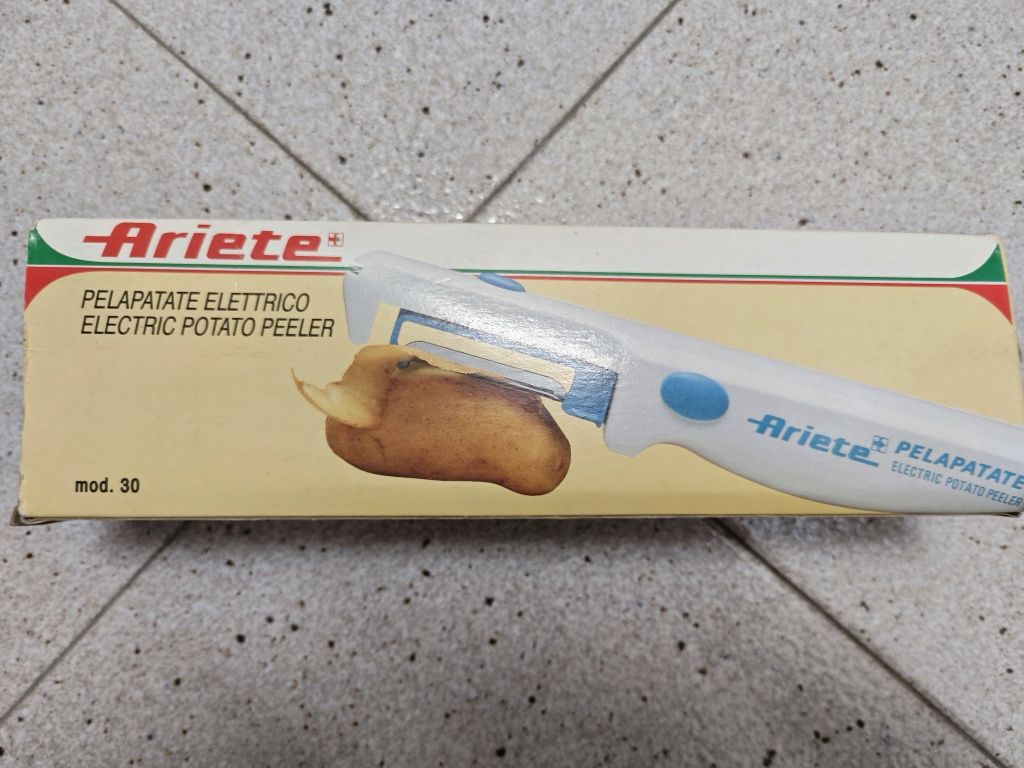 Ariete
PELAPATATE ELETTRICO
ELECTRIC POTATO PEELER
Ariete PELAPATATE
ELECTRIC POTATO PEELER
mod. 30